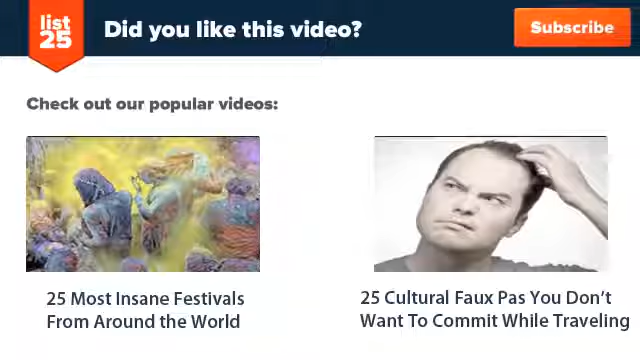 list
25
Did you like this video?
Subscribe
Check out our popular videos:
25 Most Insane Festivals
From Around the World
25 Cultural Faux Pas You Don't
Want To Commit While Traveling